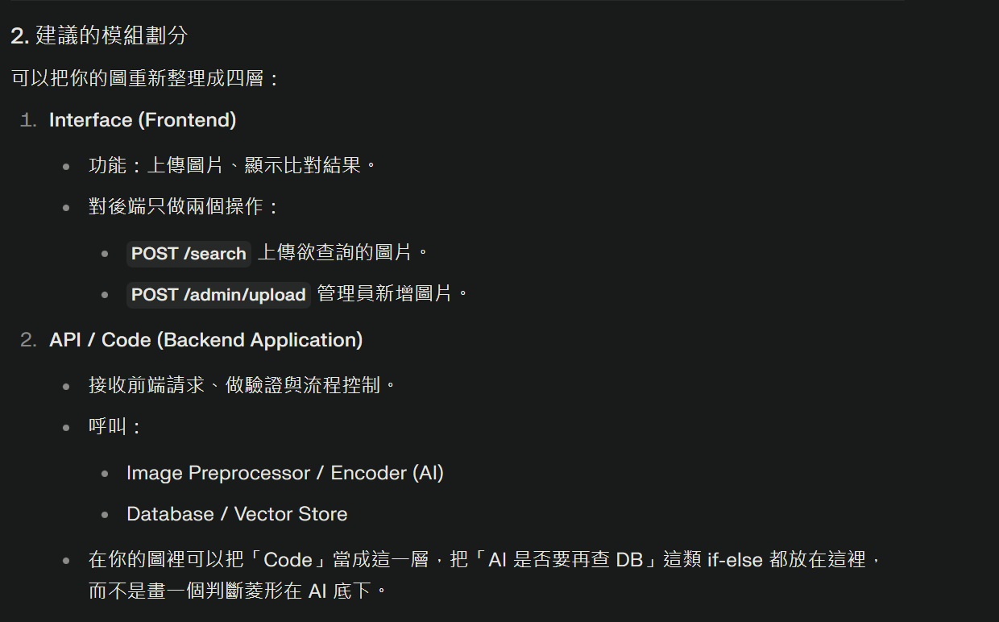 2. 建議的模組劃分
可以把你的圖重新整理成四層：
1. Interface (Frontend)
功能：上傳圖片、顯示比對結果。
對後端只做兩個操作：
POST /search 上傳欲查詢的圖片。
POST /admin/upload 管理員新增圖片。
2. API / Code (Backend Application)
接收前端請求、做驗證與流程控制。
呼叫：
Image Preprocessor / Encoder (AI)
Database / Vector Store
在你的圖裡可以把「Code」當成這一層，把「AI 是否要再查 DB」這類 if-else 都放在這裡，
而不是畫一個判斷菱形在 AI 底下。